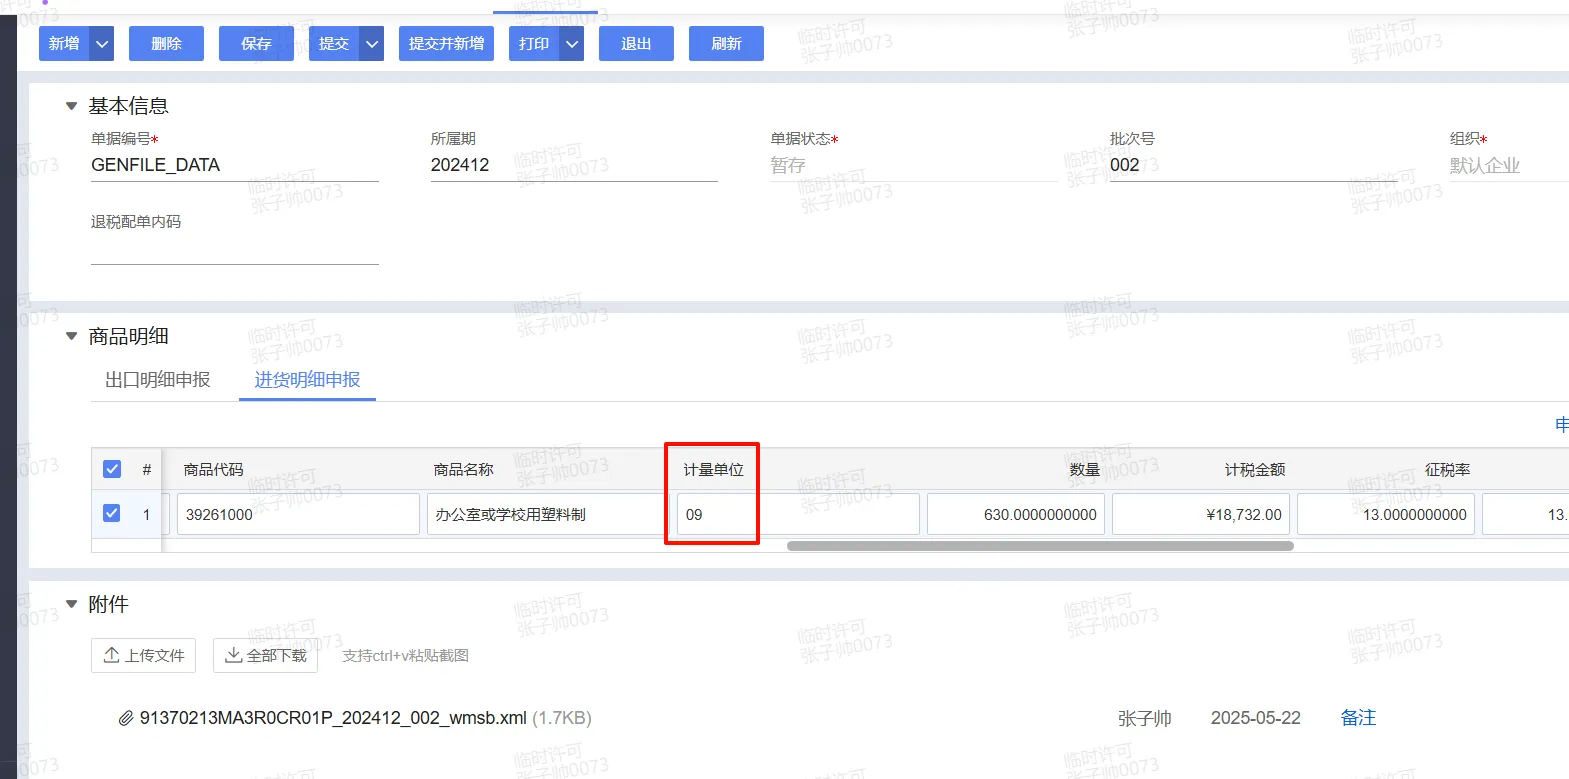 新增
删除
保存
提交
提交并新增
打印
退出
刷新
基本信息
单据编号*
所属期
单据状态*
批次号
组织*
GENFILE_DATA
202412
暂存
002
默认企业
退税配单内码
商品明细
出口明细申报
进货明细申报
申
#
商品代码
商品名称
计量单位
数量
计税金额
征税率
1
39261000
办公室或学校用塑料制
09
630.0000000000
¥18,732.00
13.0000000000
13.
附件
上传文件
全部下载
支持ctrl+v粘贴截图
91370213MA3R0CR01P_202412_002_wmsb.xml (1.7KB)
张子帅
2025-05-22
备注
临时许可
张子帅0073